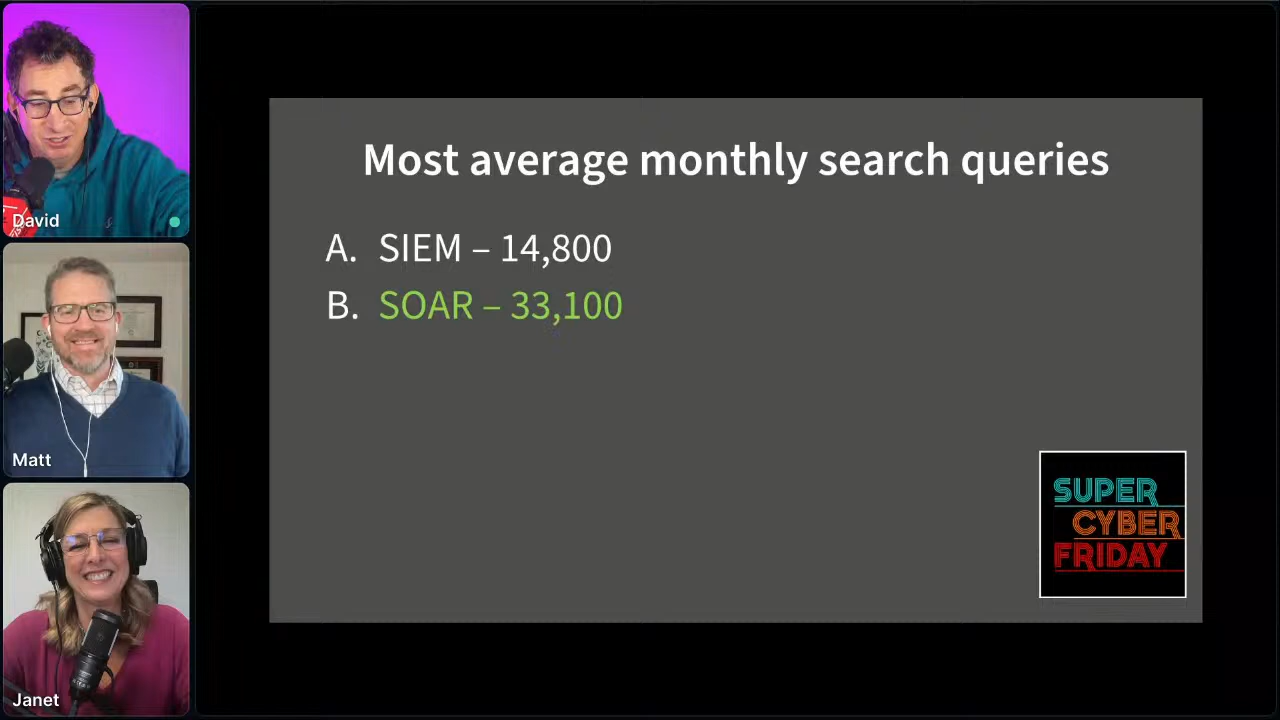 David
Matt
Janet
Most average monthly search queries
A. SIEM – 14,800
B. SOAR – 33,100
SUPER
CYBER
FRIDAY